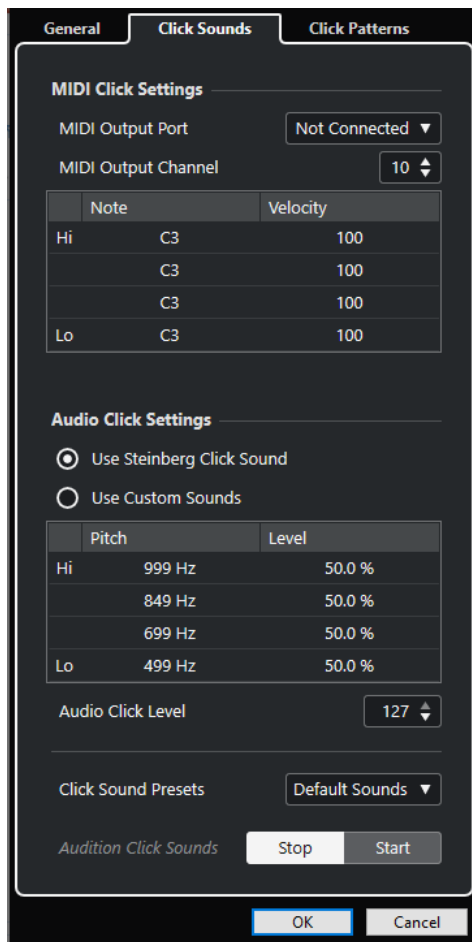 General Click Sounds Click Patterns
MIDI Click Settings
MIDI Output Port Not Connected
MIDI Output Channel 10
Note Velocity
Hi C3 100
C3 100
C3 100
Lo C3 100
Audio Click Settings
Use Steinberg Click Sound
Use Custom Sounds
Pitch Level
Hi 999 Hz 50.0 %
849 Hz 50.0 %
699 Hz 50.0 %
Lo 499 Hz 50.0 %
Audio Click Level 127
Click Sound Presets Default Sounds
Audition Click Sounds Stop Start
OK Cancel